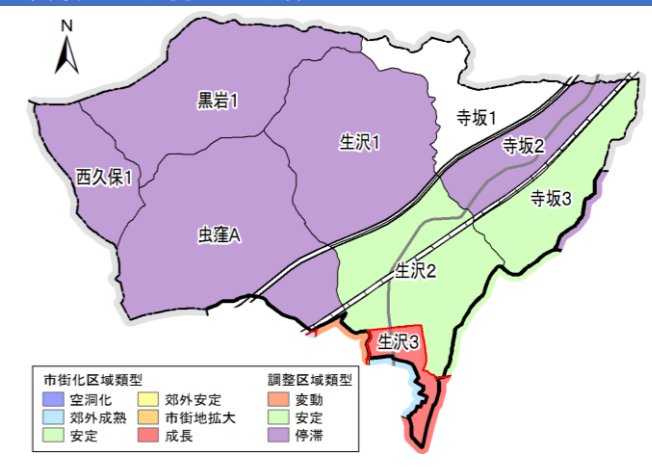 N
黒岩1
寺坂1
生沢1
寺坂2
西久保1
寺坂3
虫窪A
生沢2
生沢3
市街化区域類型
調整区域類型
空洞化
郊外安定
変動
郊外成熟
市街地拡大
安定
安定
成長
停滞